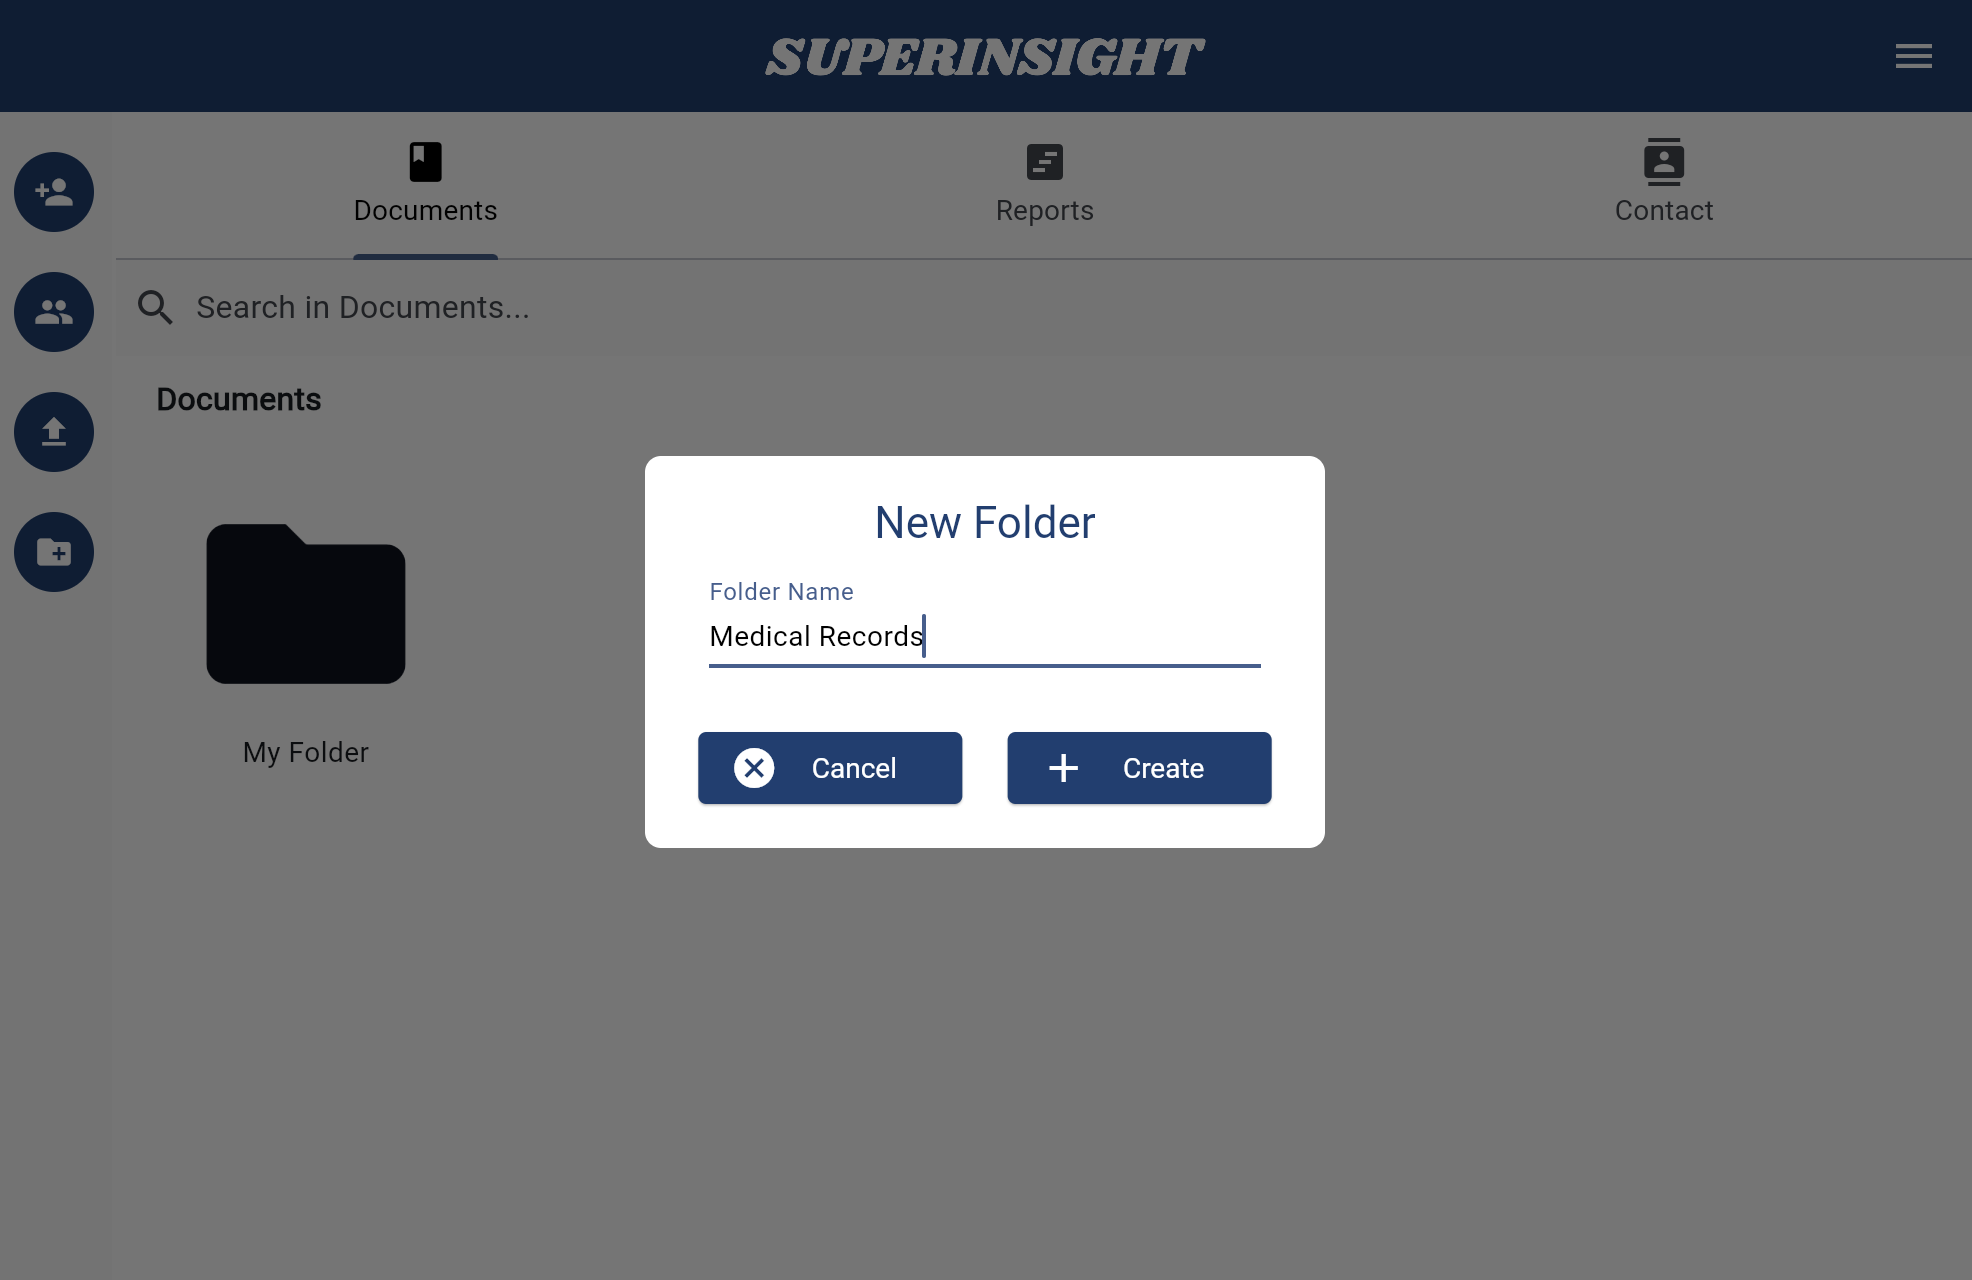 SUPERINSIGHT
Documents
Reports
Contact
Search in Documents...
Documents
My Folder
New Folder
Folder Name
Medical Records
Cancel
Create